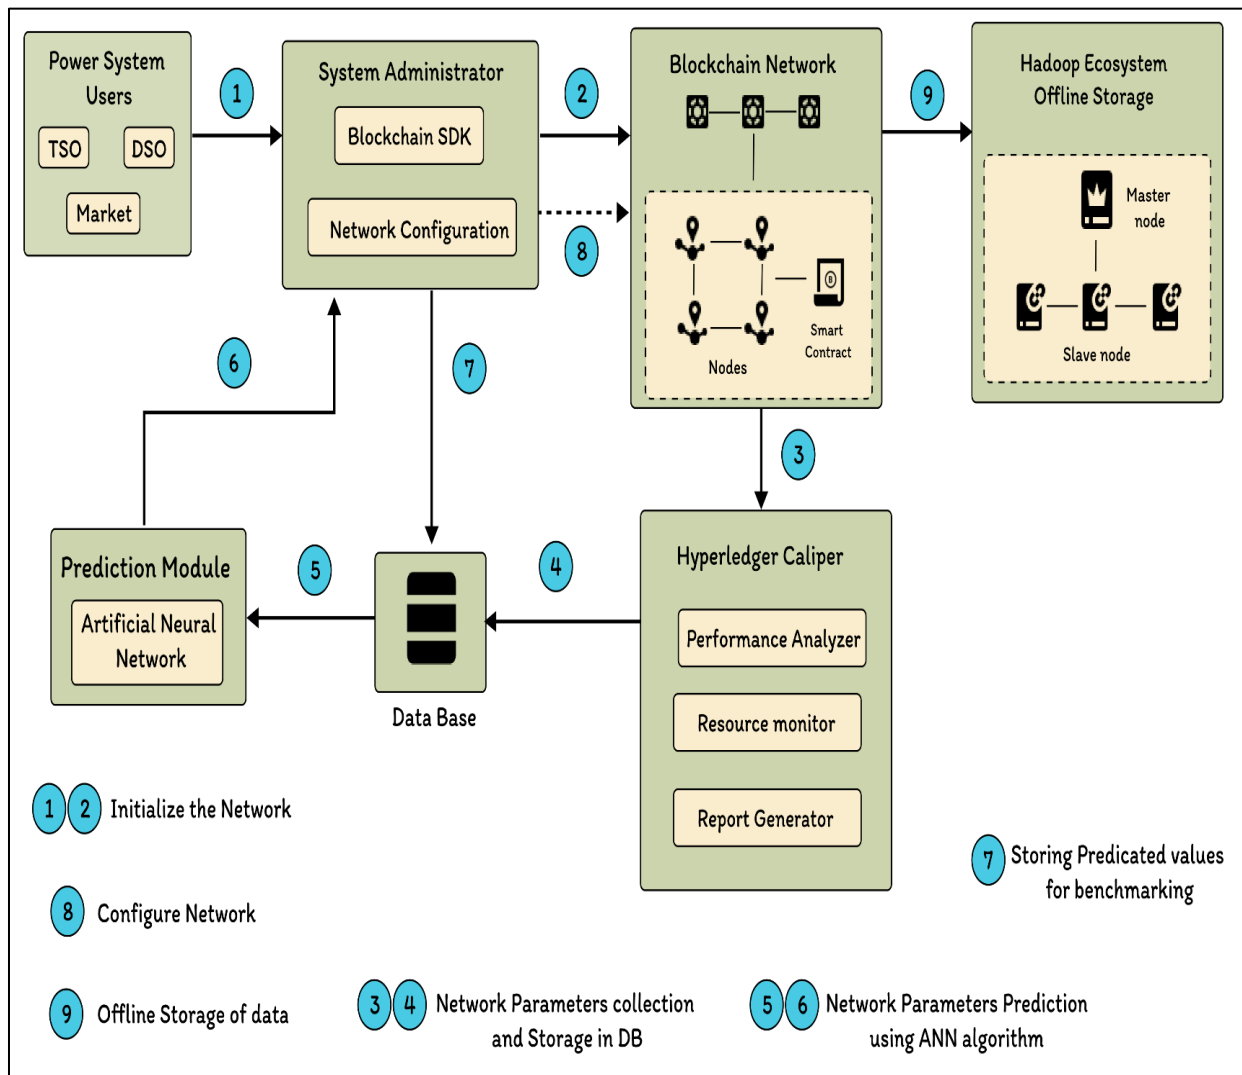 Power System
Users
TSO
DSO
Market
1
System Administrator
Blockchain SDK
Network Configuration
2
8
Blockchain Network
Nodes
B
Smart
Contract
9
Hadoop Ecosystem
Offline Storage
Master
node
Slave node
6
7
3
Prediction Module
Artificial Neural
Network
5
Data Base
4
Hyperledger Caliper
Performance Analyzer
Resource monitor
Report Generator
1 2 Initialize the Network
8 Configure Network
9 Offline Storage of data
3 4 Network Parameters collection
and Storage in DB
5 6 Network Parameters Prediction
using ANN algorithm
7 Storing Predicated values
for benchmarking